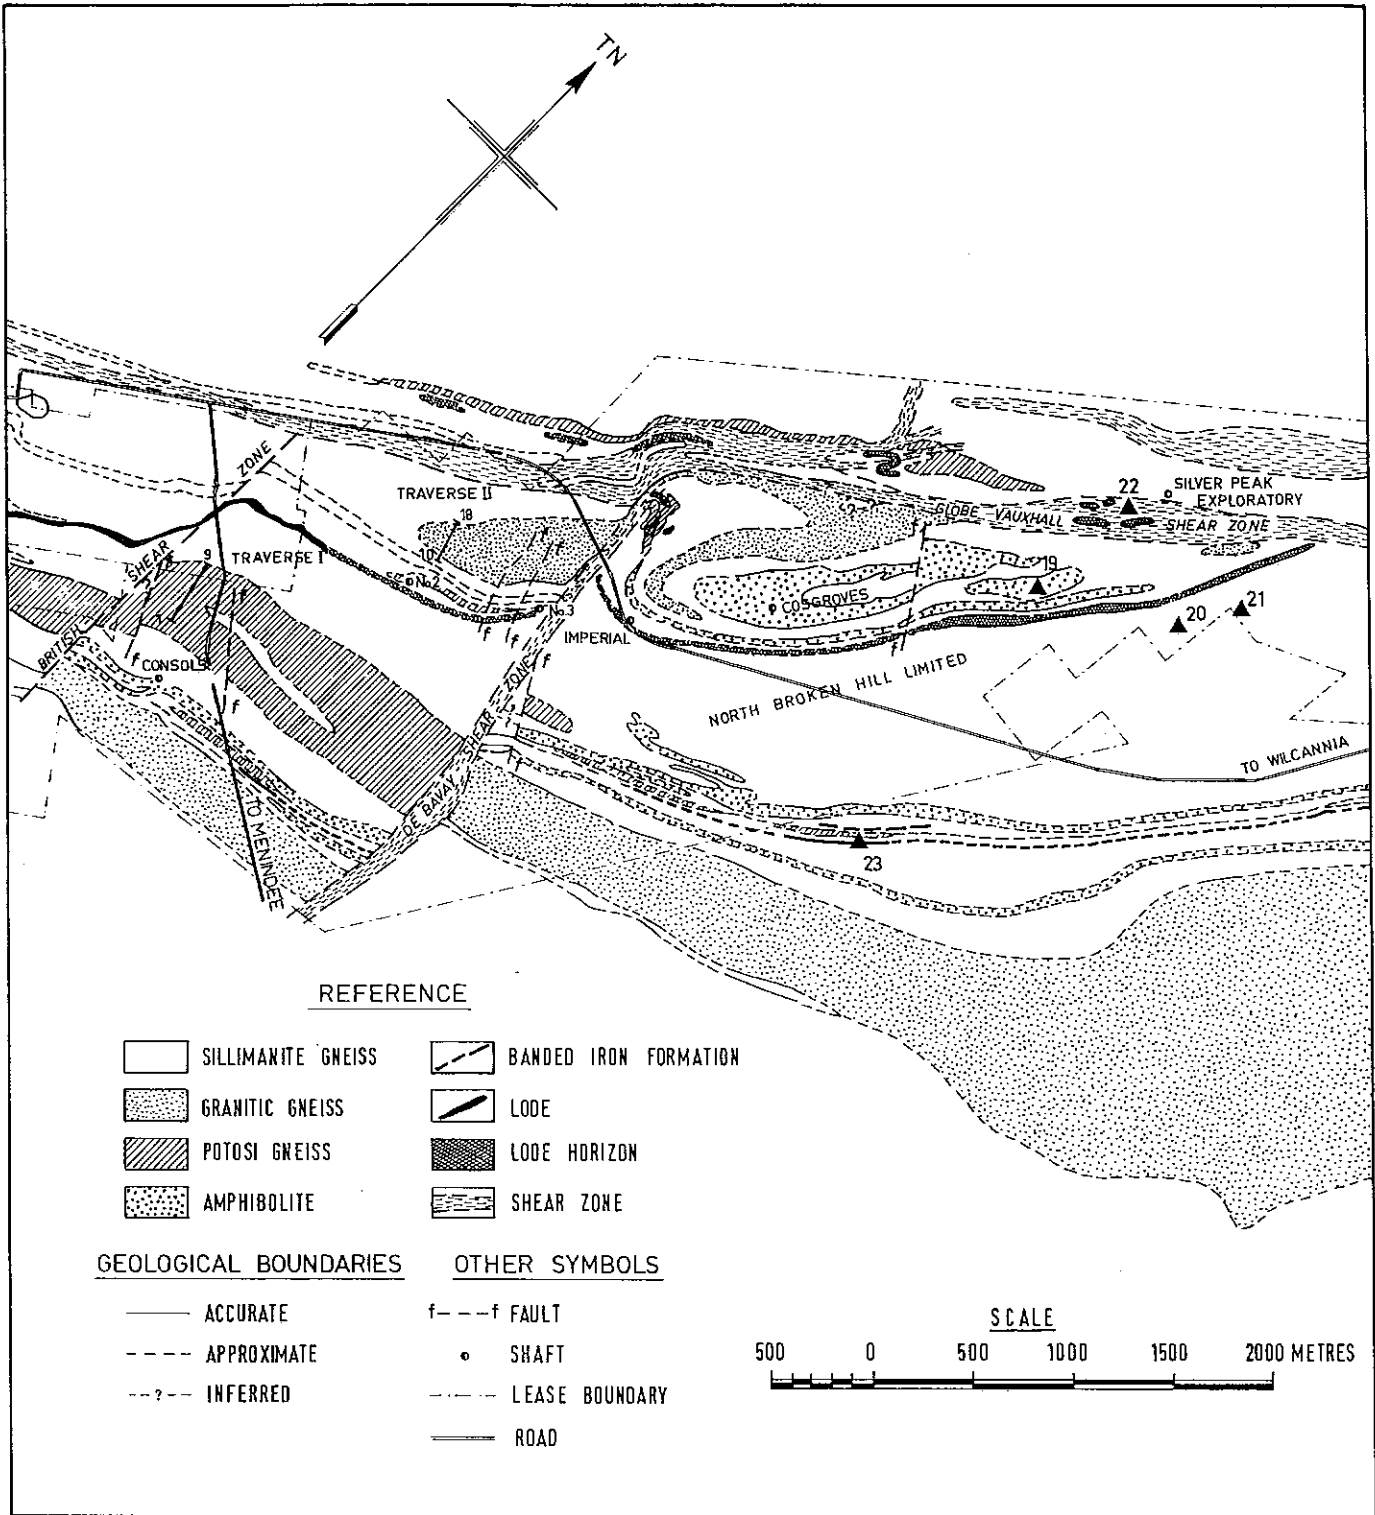 TN
ZONE
TRAVERSE II
18
10
SILVER PEAK
EXPLORATORY
22
GLOBE VAUXHALL
SHEAR ZONE
SHEAR
9
TRAVERSE I
No.2
No.3
f
f
f
19
COSGROVES
20
21
IMPERIAL
BRITISH
1
f
CONSOLS
f
f
ZONE
SHEAR
DE BAVAY
NORTH BROKEN HILL LIMITED
TO WILCANNIA
TO MENINDEE
23
REFERENCE
SILLIMANITE GNEISS
GRANITIC GNEISS
POTOSI GNEISS
AMPHIBOLITE
BANDED IRON FORMATION
LODE
LODE HORIZON
SHEAR ZONE
GEOLOGICAL BOUNDARIES
ACCURATE
APPROXIMATE
--?-- INFERRED
OTHER SYMBOLS
f----f FAULT
SHAFT
LEASE BOUNDARY
ROAD
SCALE
500 0 500 1000 1500 2000 METRES